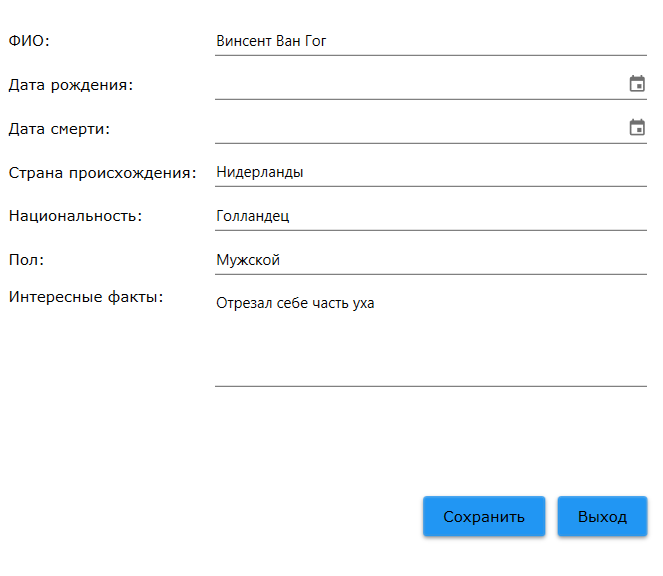 ФИО: Винсент Ван Гог
Дата рождения:
Дата смерти:
Страна происхождения: Нидерланды
Национальность: Голландец
Пол: Мужской
Интересные факты: Отрезал себе часть уха
Сохранить Выход